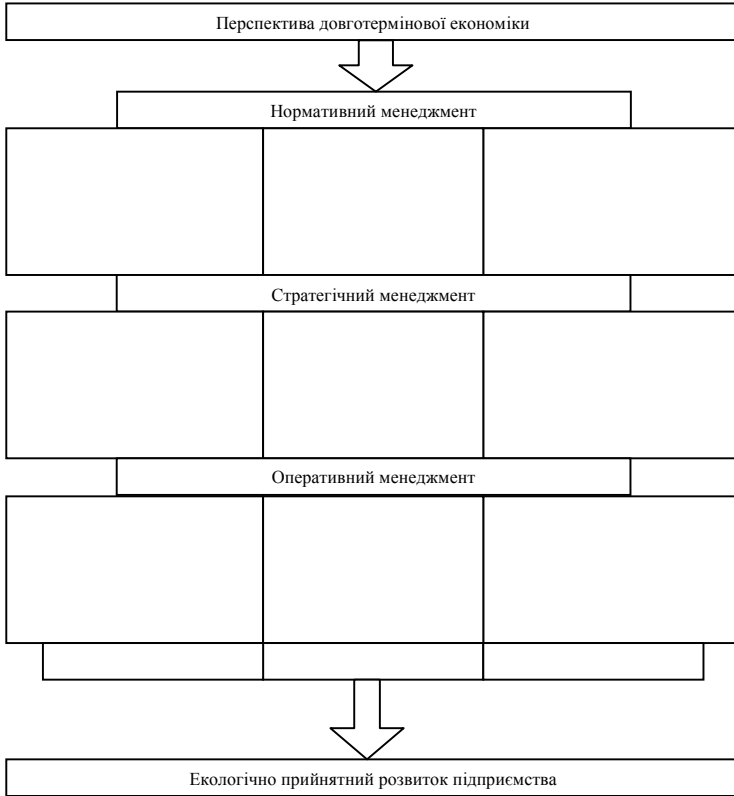 Перспектива довготермінової економіки
Нормативний менеджмент
Стратегічний менеджмент
Оперативний менеджмент
Екологічно прийнятний розвиток підприємства